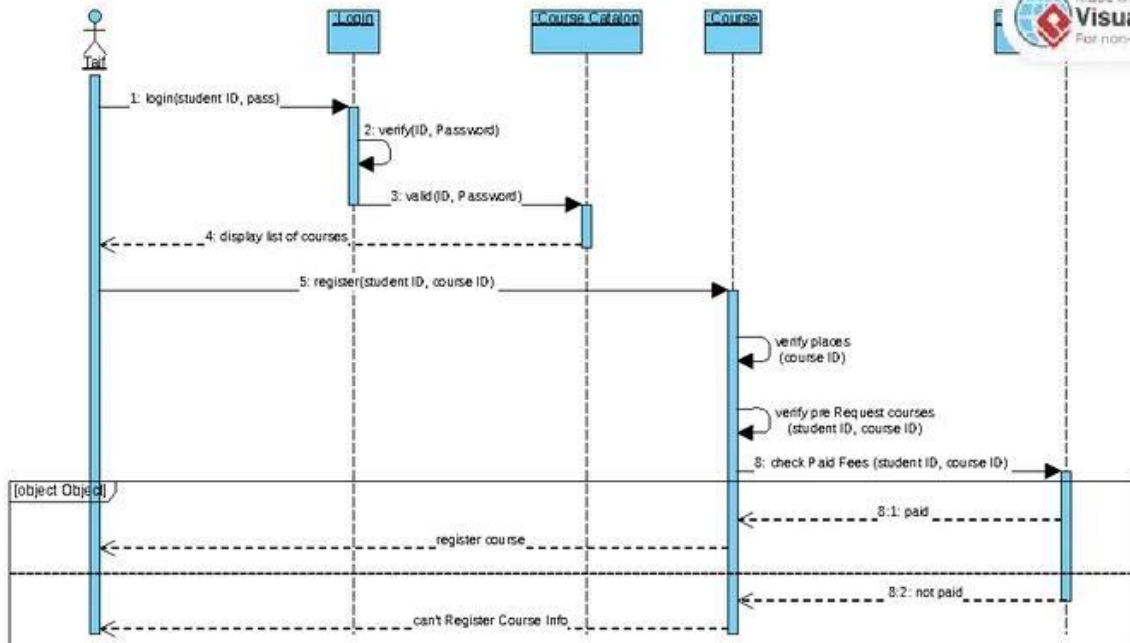 :Login
:Course Catalog
:Course
Visua
For non-
Taif
1: login(student ID, pass)
2: verify(ID, Password)
3: valid(ID, Password)
4: display list of courses
5: register(student ID, course ID)
verify places
(course ID)
verify pre Request courses
(student ID, course ID)
8: check Paid Fees (student ID, course ID)
[object Object]
8:1: paid
register course
8:2: not paid
can't Register Course Info